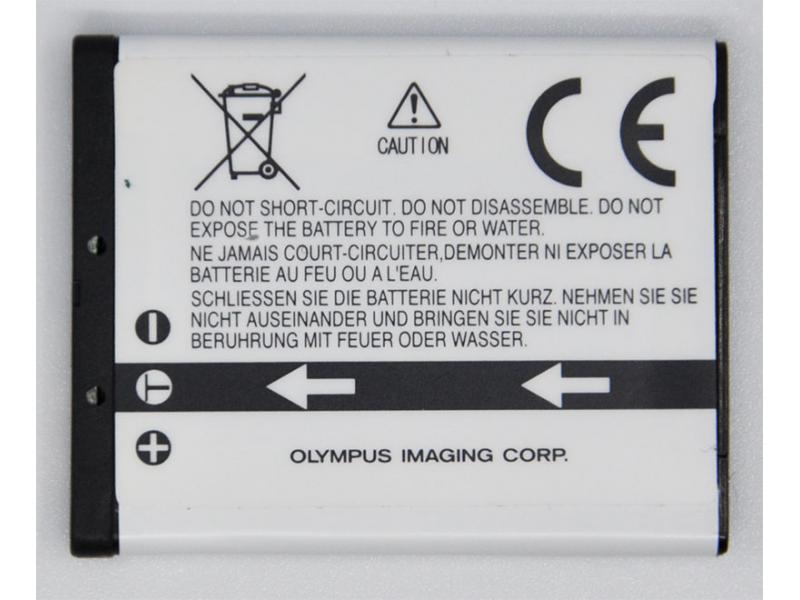 CAUTION
CE
DO NOT SHORT-CIRCUIT. DO NOT DISASSEMBLE. DO NOT
EXPOSE THE BATTERY TO FIRE OR WATER.
NE JAMAIS COURT-CIRCUITER,DEMONTER NI EXPOSER LA
BATTERIE AU FEU OU A L'EAU.
SCHLIESSEN SIE DIE BATTERIE NICHT KURZ. NEHMEN SIE SIE
NICHT AUSEINANDER UND BRINGEN SIE SIE NICHT IN
BERUHRUNG MIT FEUER ODER WASSER.
T
OLYMPUS IMAGING CORP.